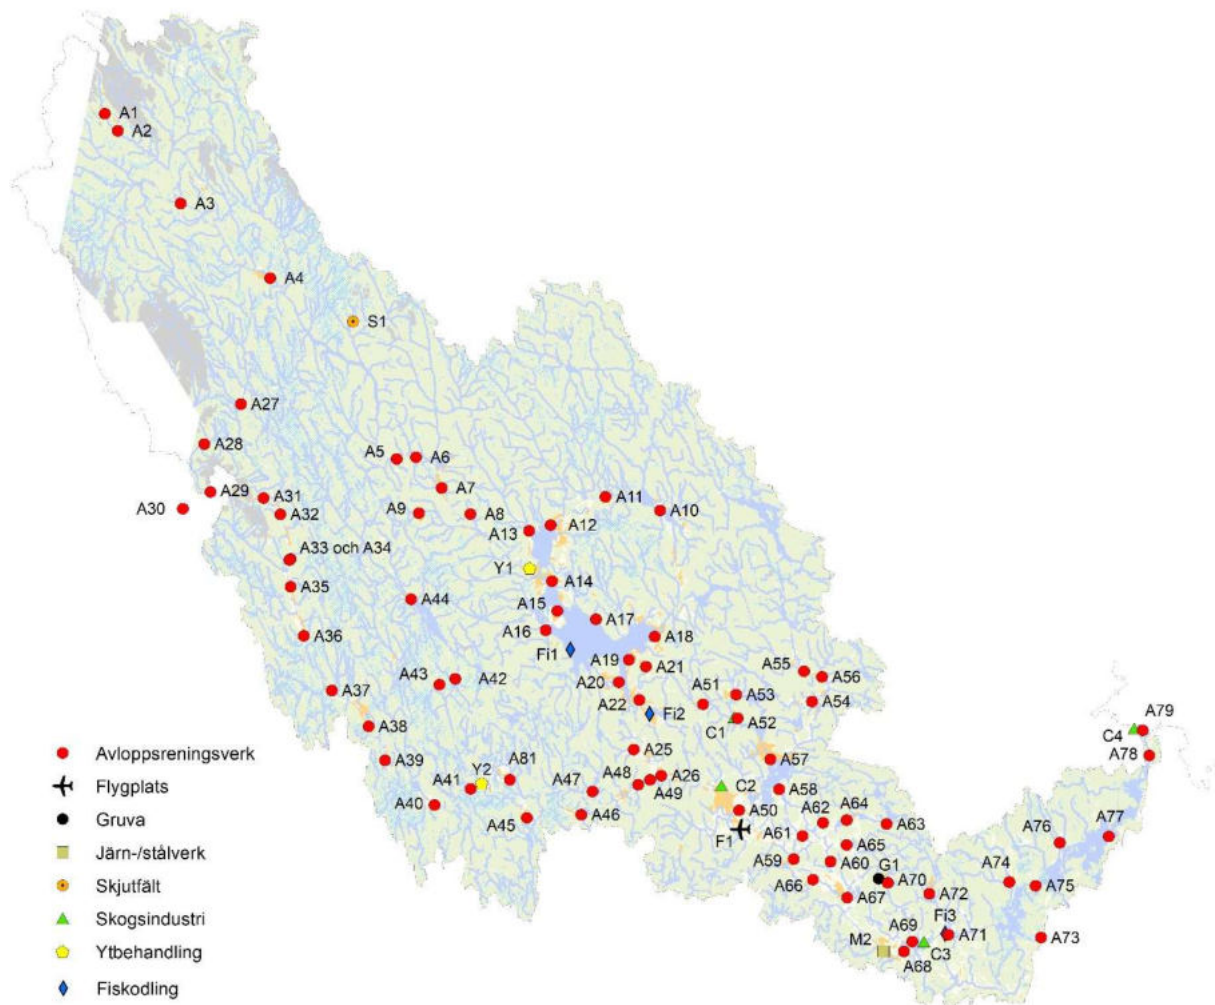 A1
A2
A3
A4
S1
A27
A28
A5
A6
A7
A29
A31
A30
A32
A9
A8
A11
A10
A13
A12
A33 och A34
Y1
A14
A35
A44
A15
A17
A16
A18
A36
Fi1
A19
A21
A55
A56
A43
A42
A20
A53
A37
A51
A54
A22
Fi2
A52
C1
A38
A79
C4
A78
A25
A57
A39
Y2
A81
A48
A26
A41
A47
A49
C2
A58
A40
A62
A64
A50
A45
A46
A63
F1
A61
A77
A76
A65
A59
A60
G1
A66
A70
A74
A75
A72
A67
Fi3
M2
A69
A71
C3
A73
A68
Avloppsreningsverk
Flygplats
Gruva
Järn-/stålverk
Skjutfält
Skogsindustri
Ytbehandling
Fiskodling